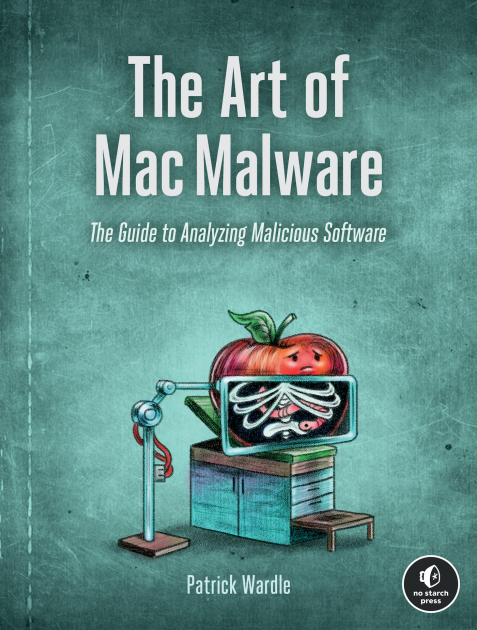 The Art of
Mac Malware
The Guide to Analyzing Malicious Software
Patrick Wardle
no starch
press